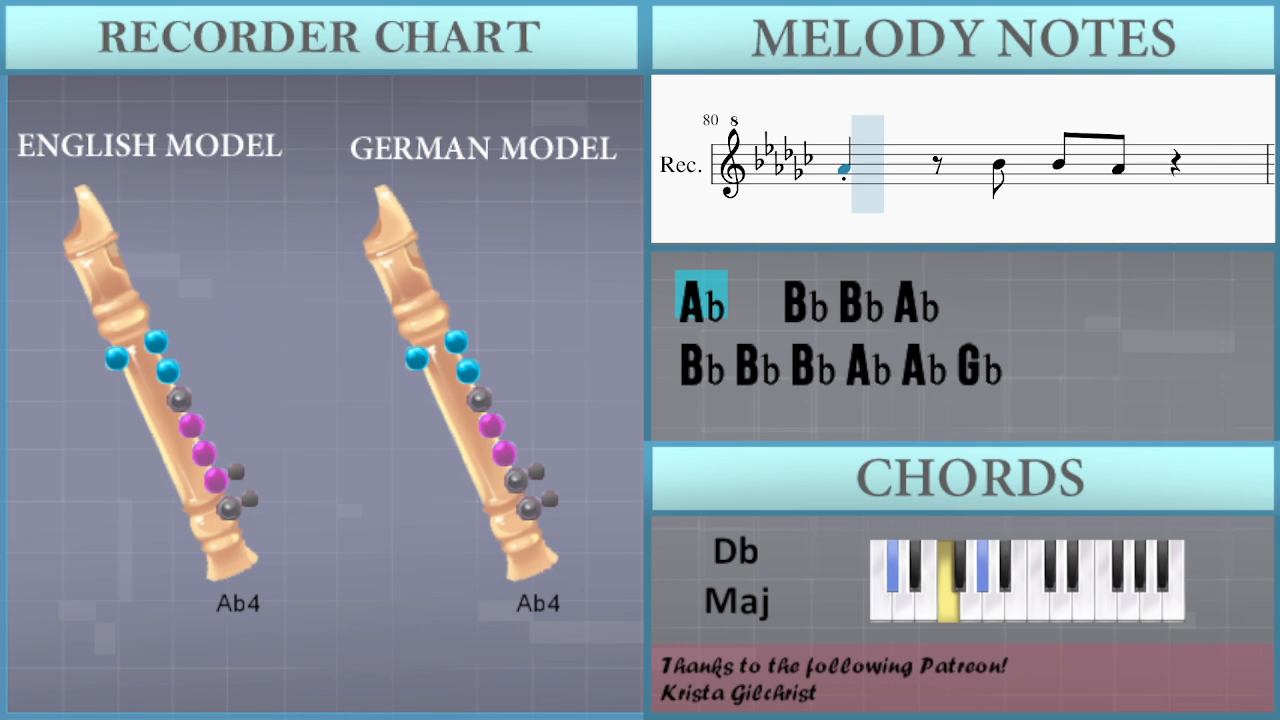 RECORDER CHART
ENGLISH MODEL
GERMAN MODEL
Ab4
Ab4
MELODY NOTES
80
8
Rec.
Ab Bb Bb Ab
Bb Bb Bb Ab Ab Gb
CHORDS
Db
Maj
Thanks to the following Patreon!
Krista Gilchrist